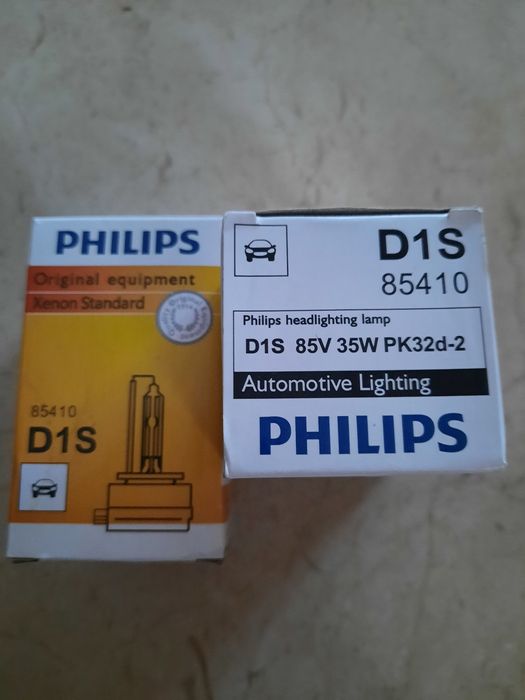 PHILIPS
Original equipment
Xenon Standard
85410
D1S
D1S
85410
Philips headlighting lamp
D1S 85V 35W PK32d-2
Automotive Lighting
PHILIPS